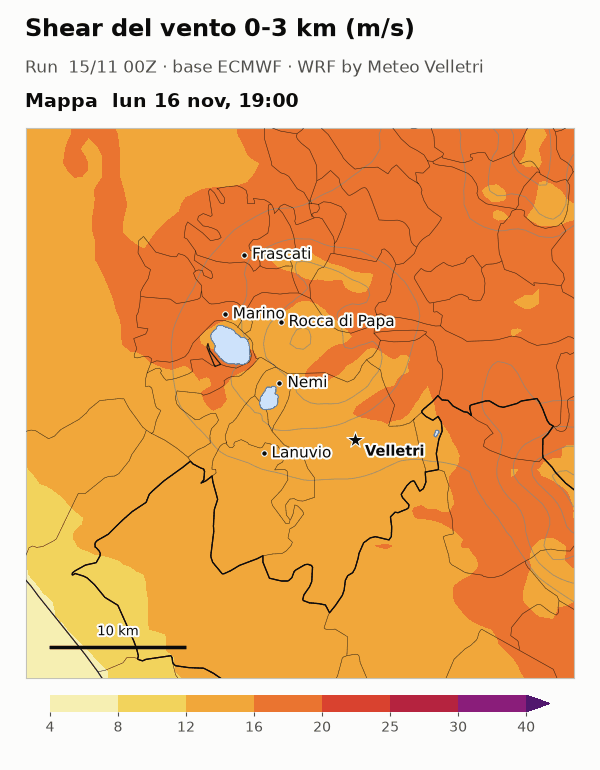 Shear del vento 0-3 km (m/s)
Run  15/11 00Z · base ECMWF · WRF by Meteo Velletri
Mappa  lun 16 nov, 19:00
Frascati
Marino
Rocca di Papa
Nemi
Velletri
Lanuvio
10 km
4 8 12 16 20 25 30 40